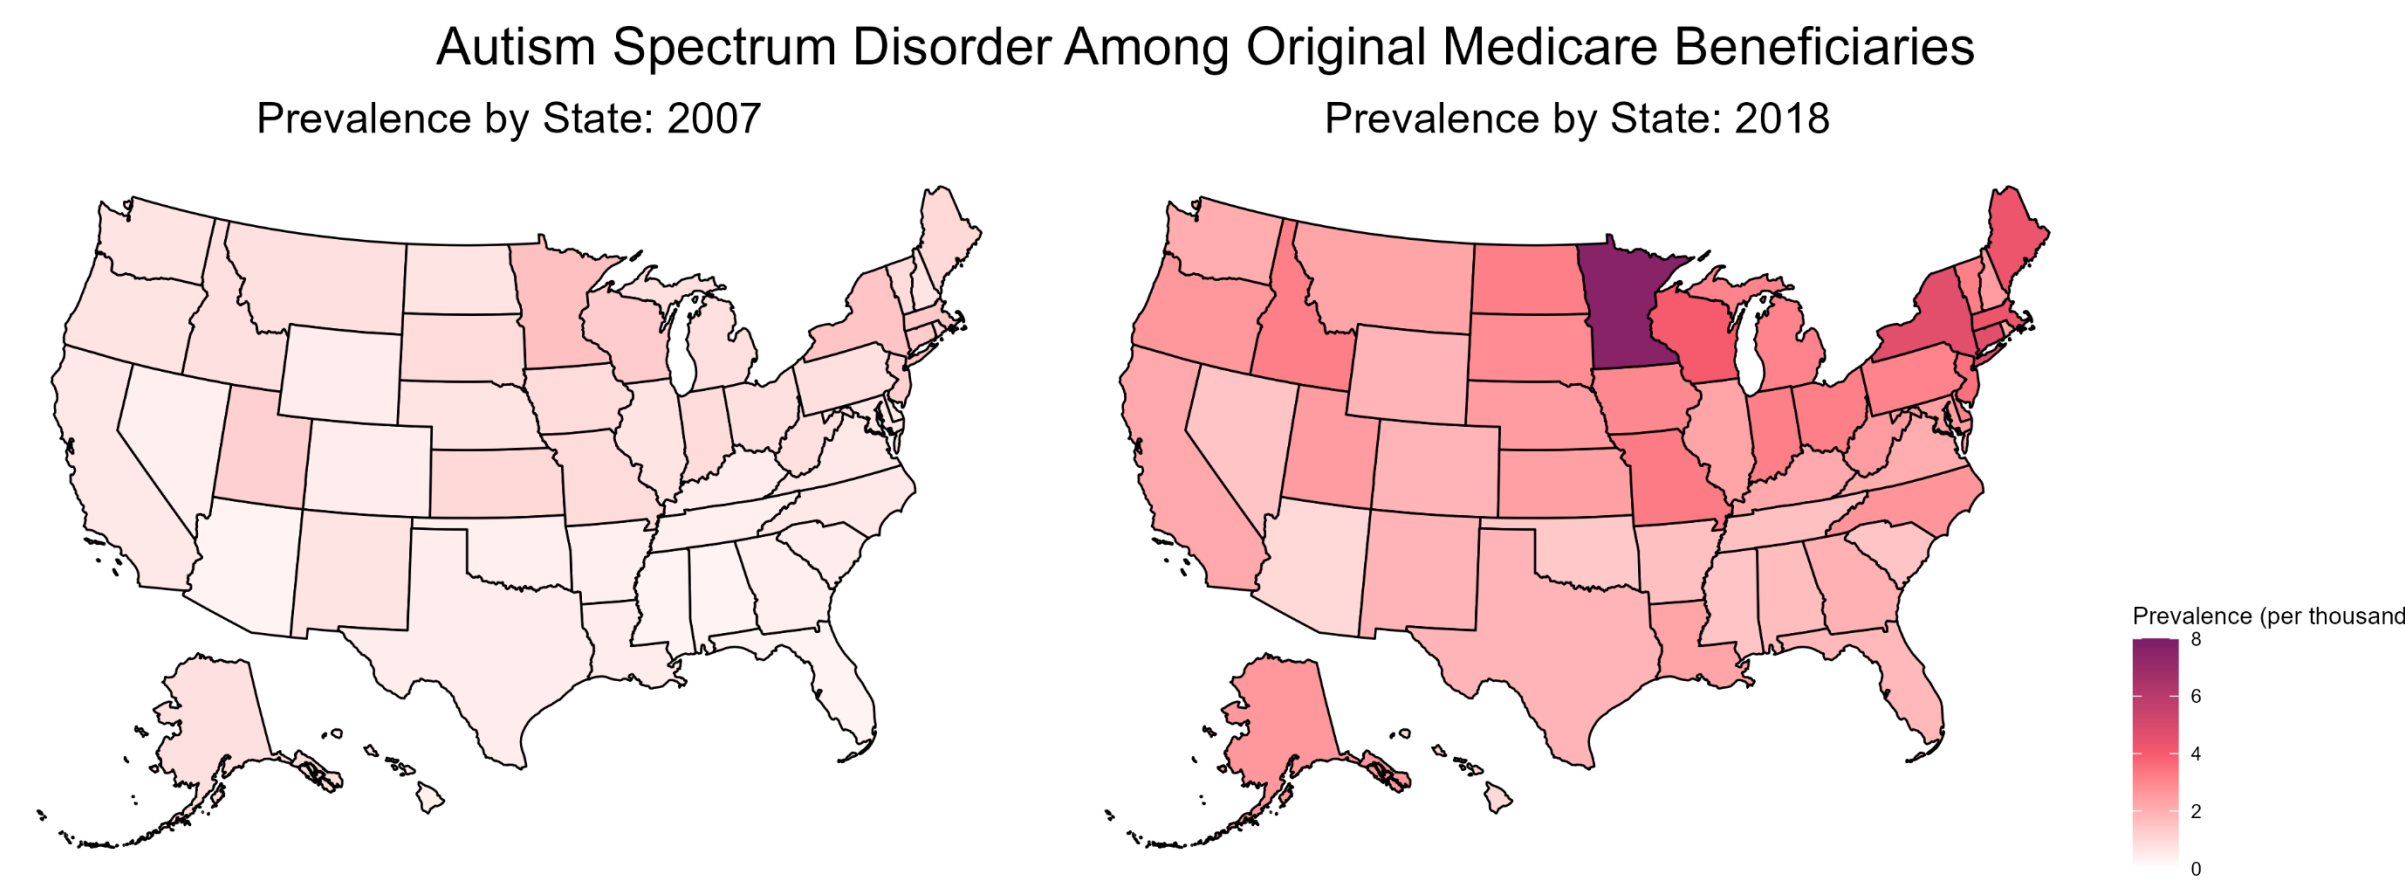 Autism Spectrum Disorder Among Original Medicare Beneficiaries
Prevalence by State: 2007
Prevalence by State: 2018
Prevalence (per thousand
8
6
4
2
0